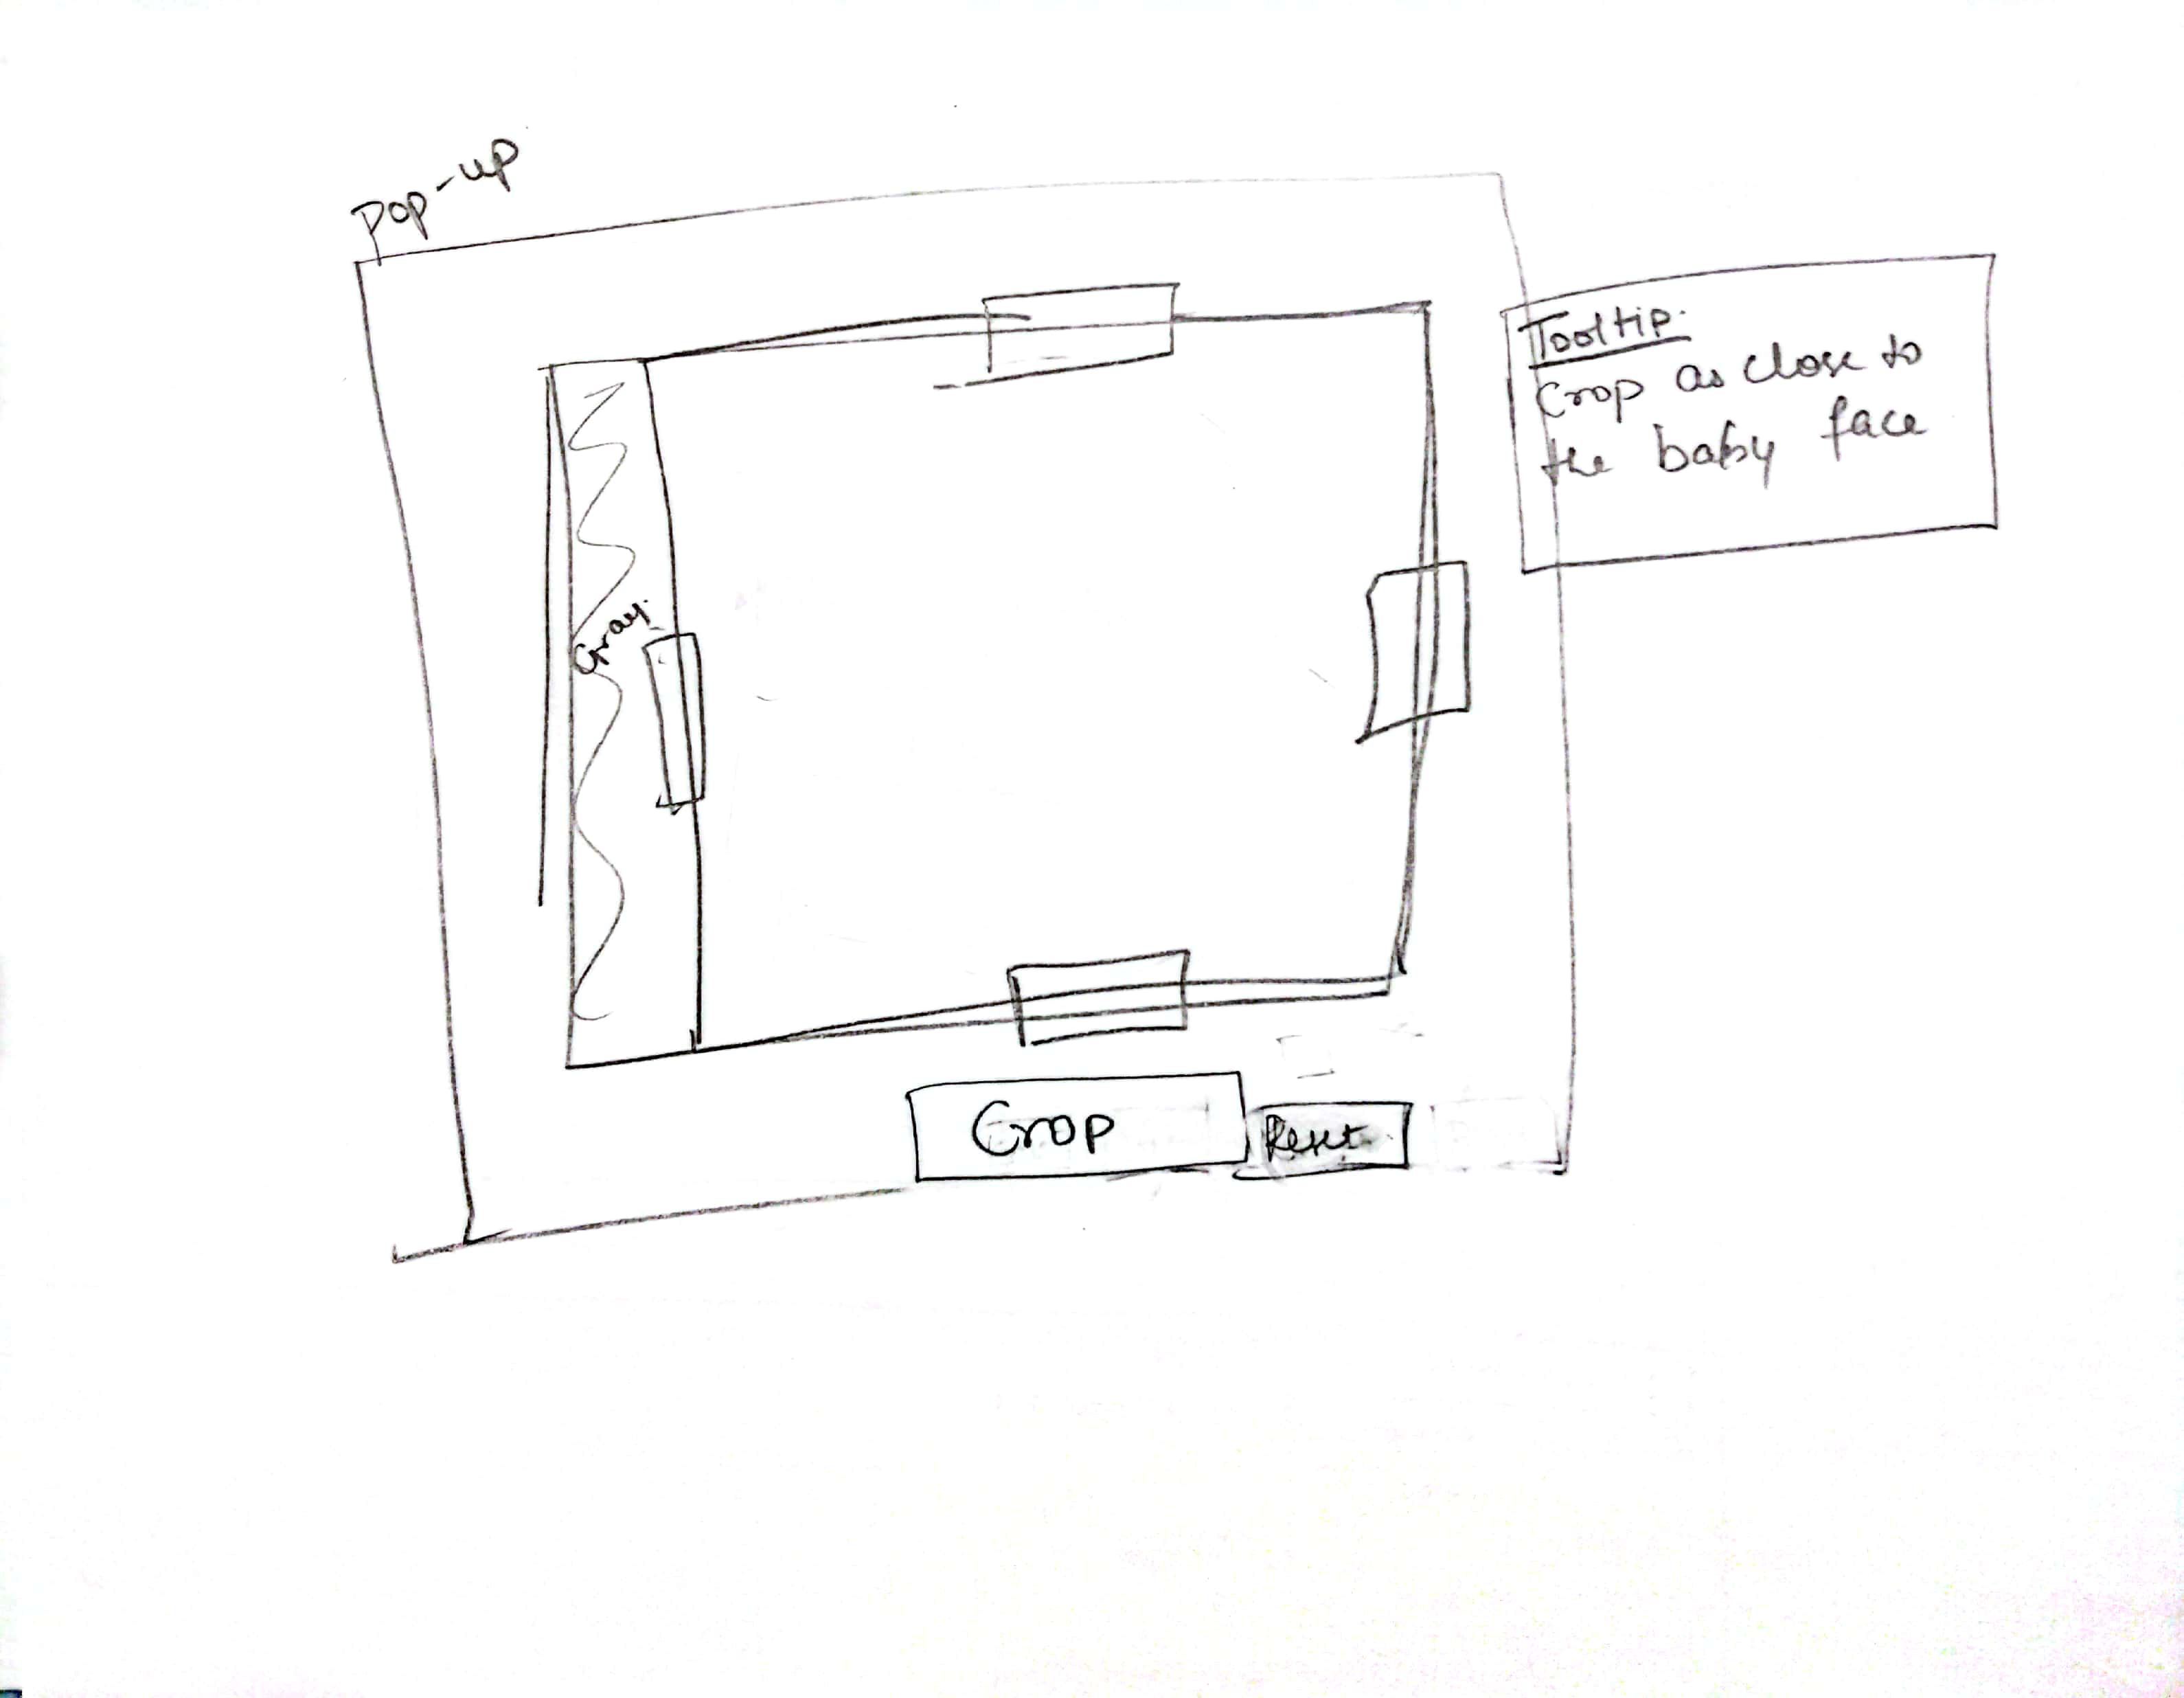 Pop-up
Tooltip.
Crop as close to
the baby face
Gray.
Crop
Reset